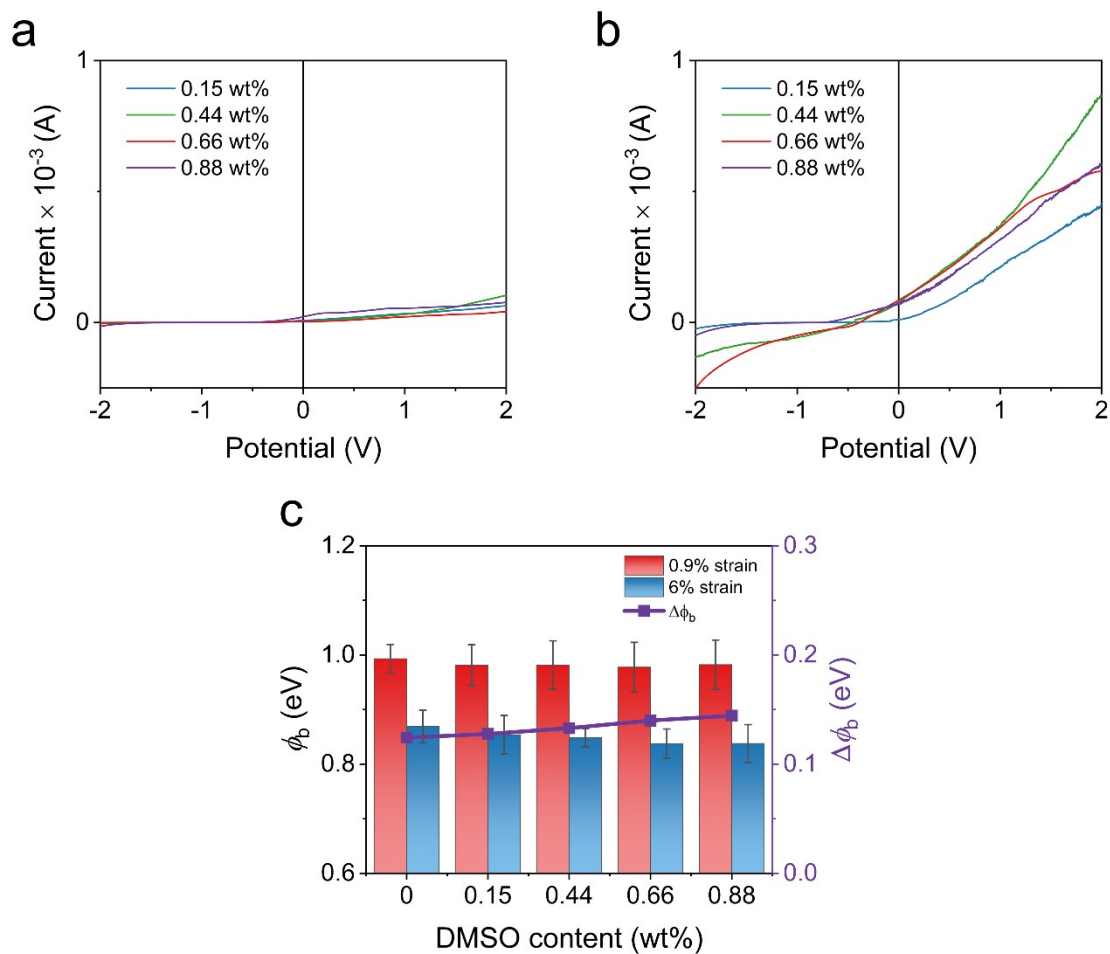 a
1
0.15 wt%
0.44 wt%
0.66 wt%
0.88 wt%
Current × 10⁻³ (A)
0
-2
-1
0
1
2
Potential (V)
b
1
0.15 wt%
0.44 wt%
0.66 wt%
0.88 wt%
Current × 10⁻³ (A)
0
-2
-1
0
1
2
Potential (V)
c
1.2
1.0
0.8
0.6
ϕb (eV)
0.9% strain
6% strain
Δϕb
0.3
0.2
0.1
0.0
Δϕb (eV)
0
0.15
0.44
0.66
0.88
DMSO content (wt%)